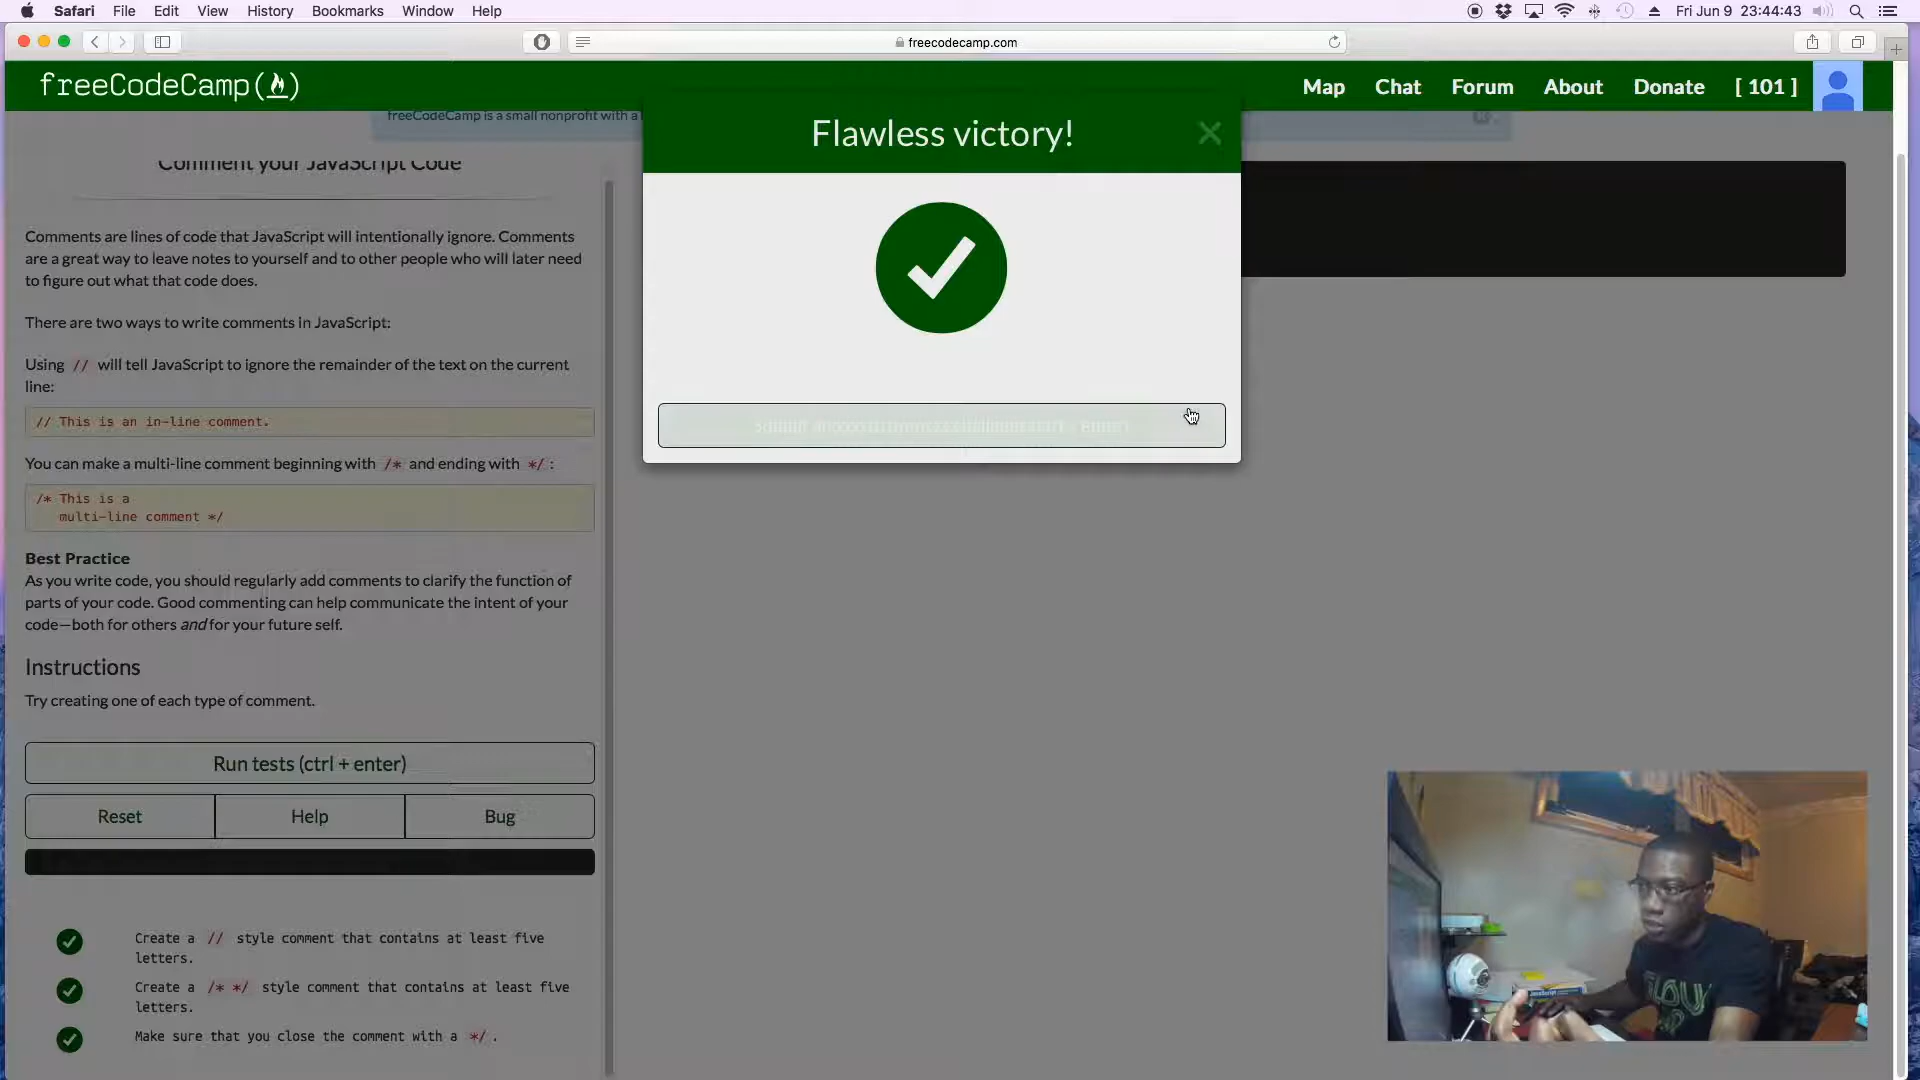 Safari File Edit View History Bookmarks Window Help Fri Jun 9 23:44:43
freecodecamp.com
freeCodeCamp Map Chat Forum About Donate [ 101 ]
freeCodeCamp is a small nonprofit with a
Flawless victory!
Comment your JavaScript Code
Comments are lines of code that JavaScript will intentionally ignore. Comments
are a great way to leave notes to yourself and to other people who will later need
to figure out what that code does.
There are two ways to write comments in JavaScript:
Using // will tell JavaScript to ignore the remainder of the text on the current
line:
// This is an in-line comment.
You can make a multi-line comment beginning with /* and ending with */ :
/* This is a
multi-line comment */
Best Practice
As you write code, you should regularly add comments to clarify the function of
parts of your code. Good commenting can help communicate the intent of your
code—both for others and for your future self.
Instructions
Try creating one of each type of comment.
Run tests (ctrl + enter)
Reset Help Bug
Create a // style comment that contains at least five
letters.
Create a /* */ style comment that contains at least five
letters.
Make sure that you close the comment with a */ .
JavaScript